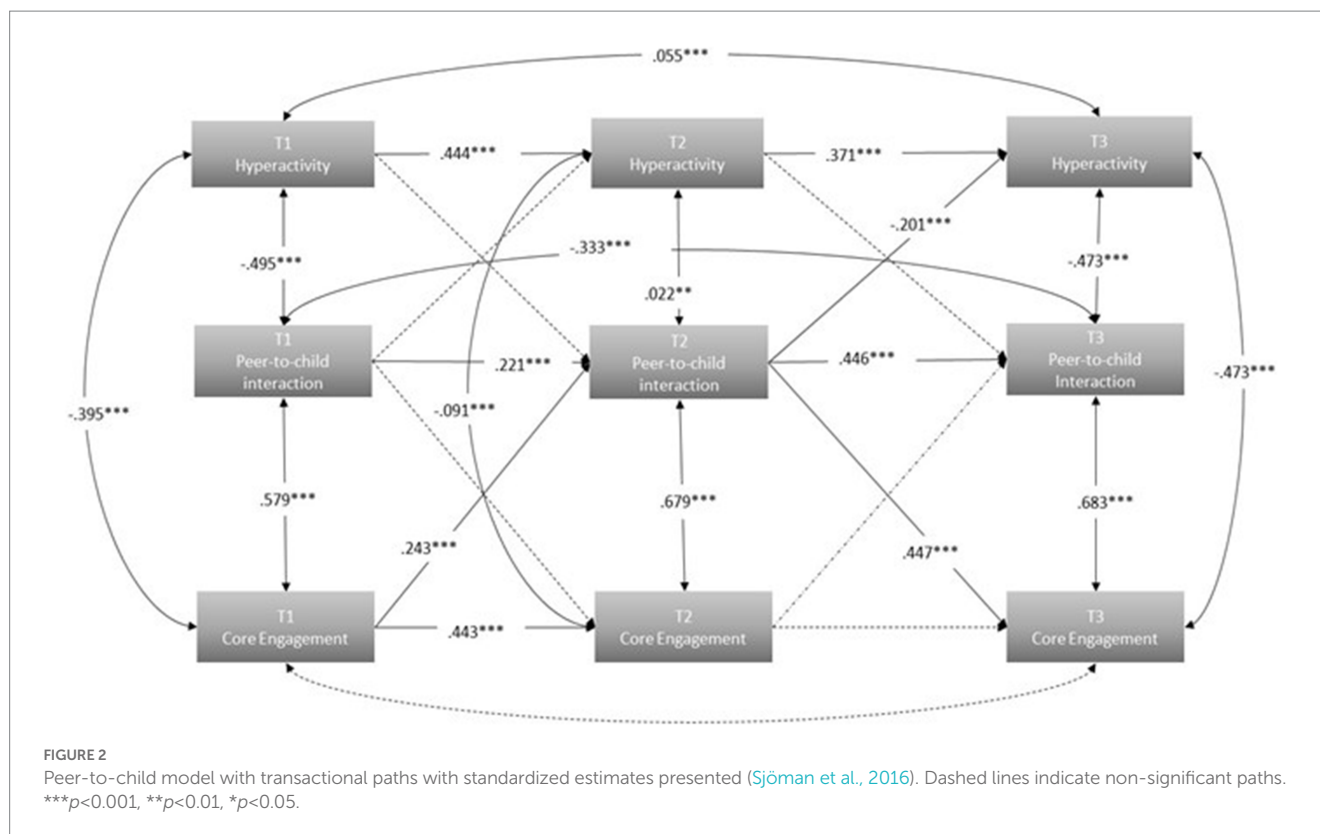 .055***
T1
Hyperactivity
.444***
T2
Hyperactivity
.371***
T3
Hyperactivity
-.201***
-.333***
-.495***
-.473***
.022**
T1
Peer-to-child
interaction
.221***
T2
Peer-to-child
interaction
.446***
T3
Peer-to-child
Interaction
-.473***
-.395***
-.091***
.579***
.679***
.683***
.243***
.447***
T1
Core Engagement
.443***
T2
Core Engagement
T3
Core Engagement
FIGURE 2
Peer-to-child model with transactional paths with standardized estimates presented (Sjöman et al., 2016). Dashed lines indicate non-significant paths.
***p<0.001, **p<0.01, *p<0.05.